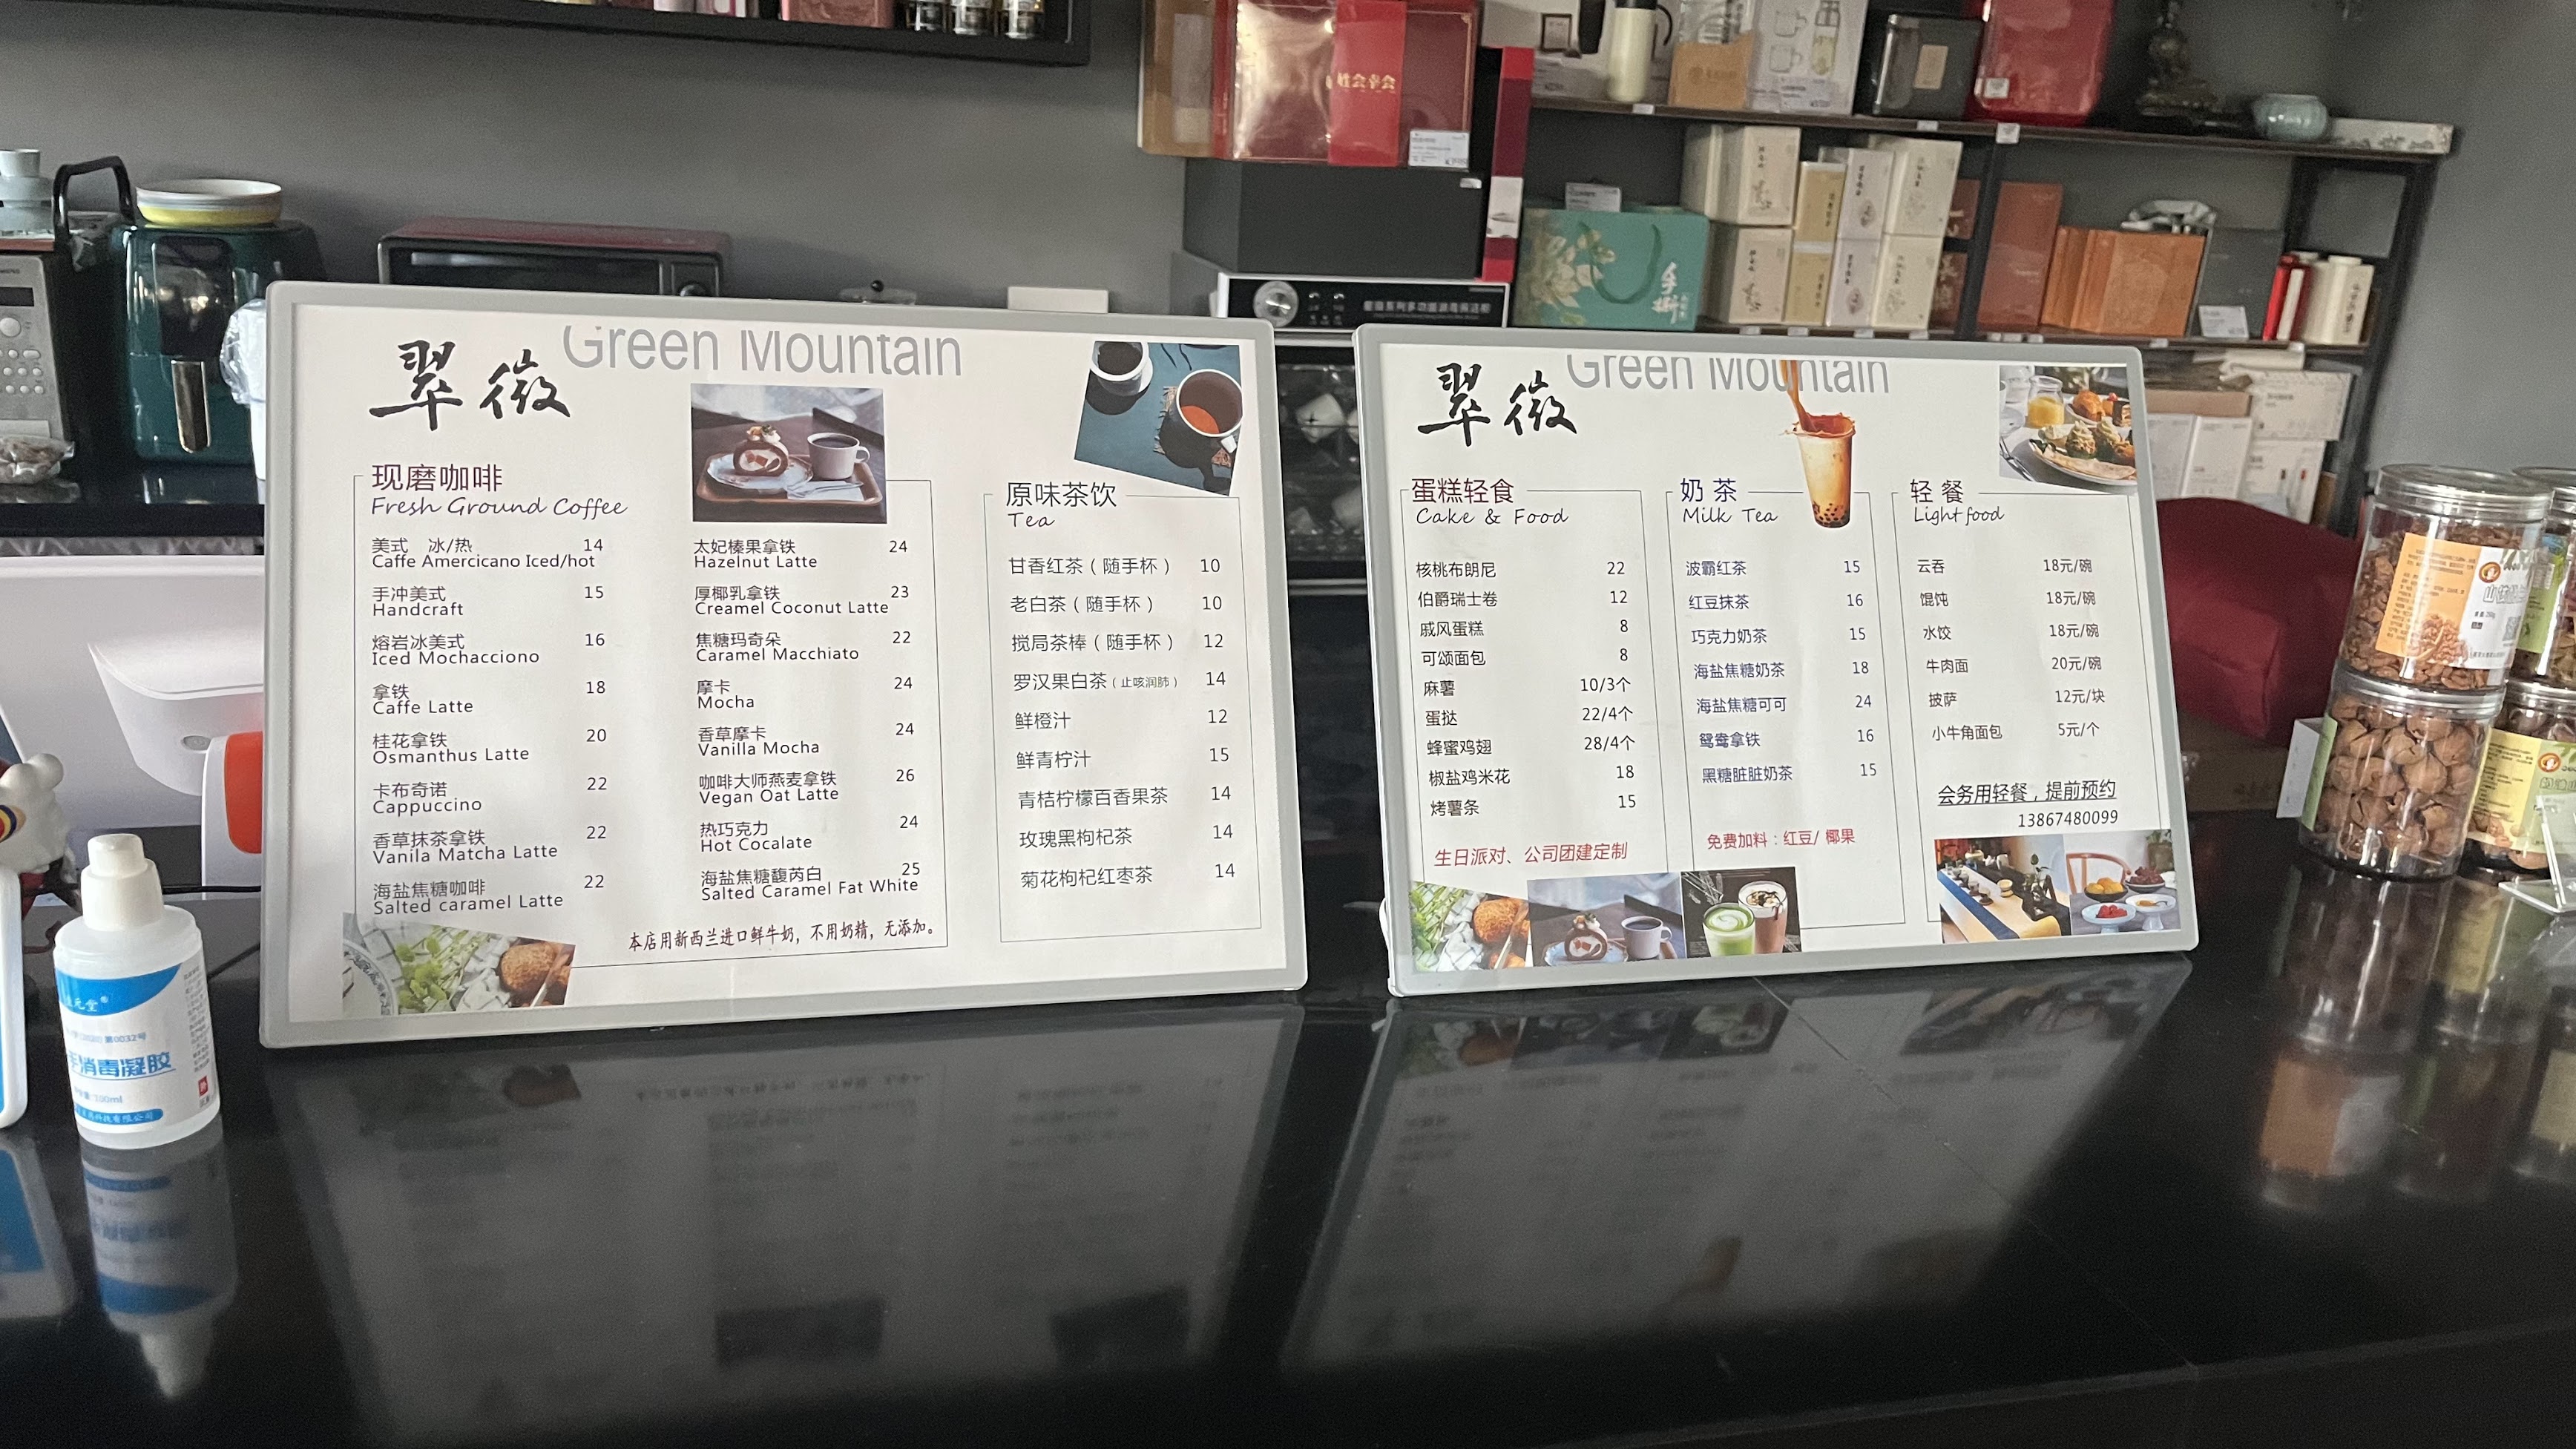 翠微
Green Mountain
现磨咖啡
Fresh Ground Coffee
美式 冰/热 14
Caffe Amercicano Iced/hot
手冲美式 15
Handcraft
熔岩冰美式 16
Iced Mochacciono
拿铁 18
Caffe Latte
桂花拿铁 20
Osmanthus Latte
卡布奇诺 22
Cappuccino
香草抹茶拿铁 22
Vanila Matcha Latte
海盐焦糖咖啡 22
Salted caramel Latte
太妃榛果拿铁 24
Hazelnut Latte
厚椰乳拿铁 23
Creamel Coconut Latte
焦糖玛奇朵 22
Caramel Macchiato
摩卡 24
Mocha
香草摩卡 24
Vanilla Mocha
咖啡大师燕麦拿铁 26
Vegan Oat Latte
热巧克力 24
Hot Cocalate
海盐焦糖馥芮白 25
Salted Caramel Fat White
本店用新西兰进口鲜牛奶，不用奶精，无添加。
原味茶饮
Tea
甘香红茶（随手杯） 10
老白茶（随手杯） 10
搅局茶棒（随手杯） 12
罗汉果白茶（止咳润肺） 14
鲜橙汁 12
鲜青柠汁 15
青桔柠檬百香果茶 14
玫瑰黑枸杞茶 14
菊花枸杞红枣茶 14
翠微
Green Mountain
蛋糕轻食
Cake & Food
核桃布朗尼 22
伯爵瑞士卷 12
戚风蛋糕 8
可颂面包 8
麻薯 10/3个
蛋挞 22/4个
蜂蜜鸡翅 28/4个
椒盐鸡米花 18
烤薯条 15
生日派对、公司团建定制
奶茶
Milk Tea
波霸红茶 15
红豆抹茶 16
巧克力奶茶 15
海盐焦糖奶茶 18
海盐焦糖可可 24
鸳鸯拿铁 16
黑糖脏脏奶茶 15
免费加料：红豆/ 椰果
轻餐
Light food
云吞 18元/碗
馄饨 18元/碗
水饺 18元/碗
牛肉面 20元/碗
披萨 12元/块
小牛角面包 5元/个
会务用轻餐，提前预约
13867480099
姓会幸会
手撕
元堂
第0032号
消毒凝胶
100ml